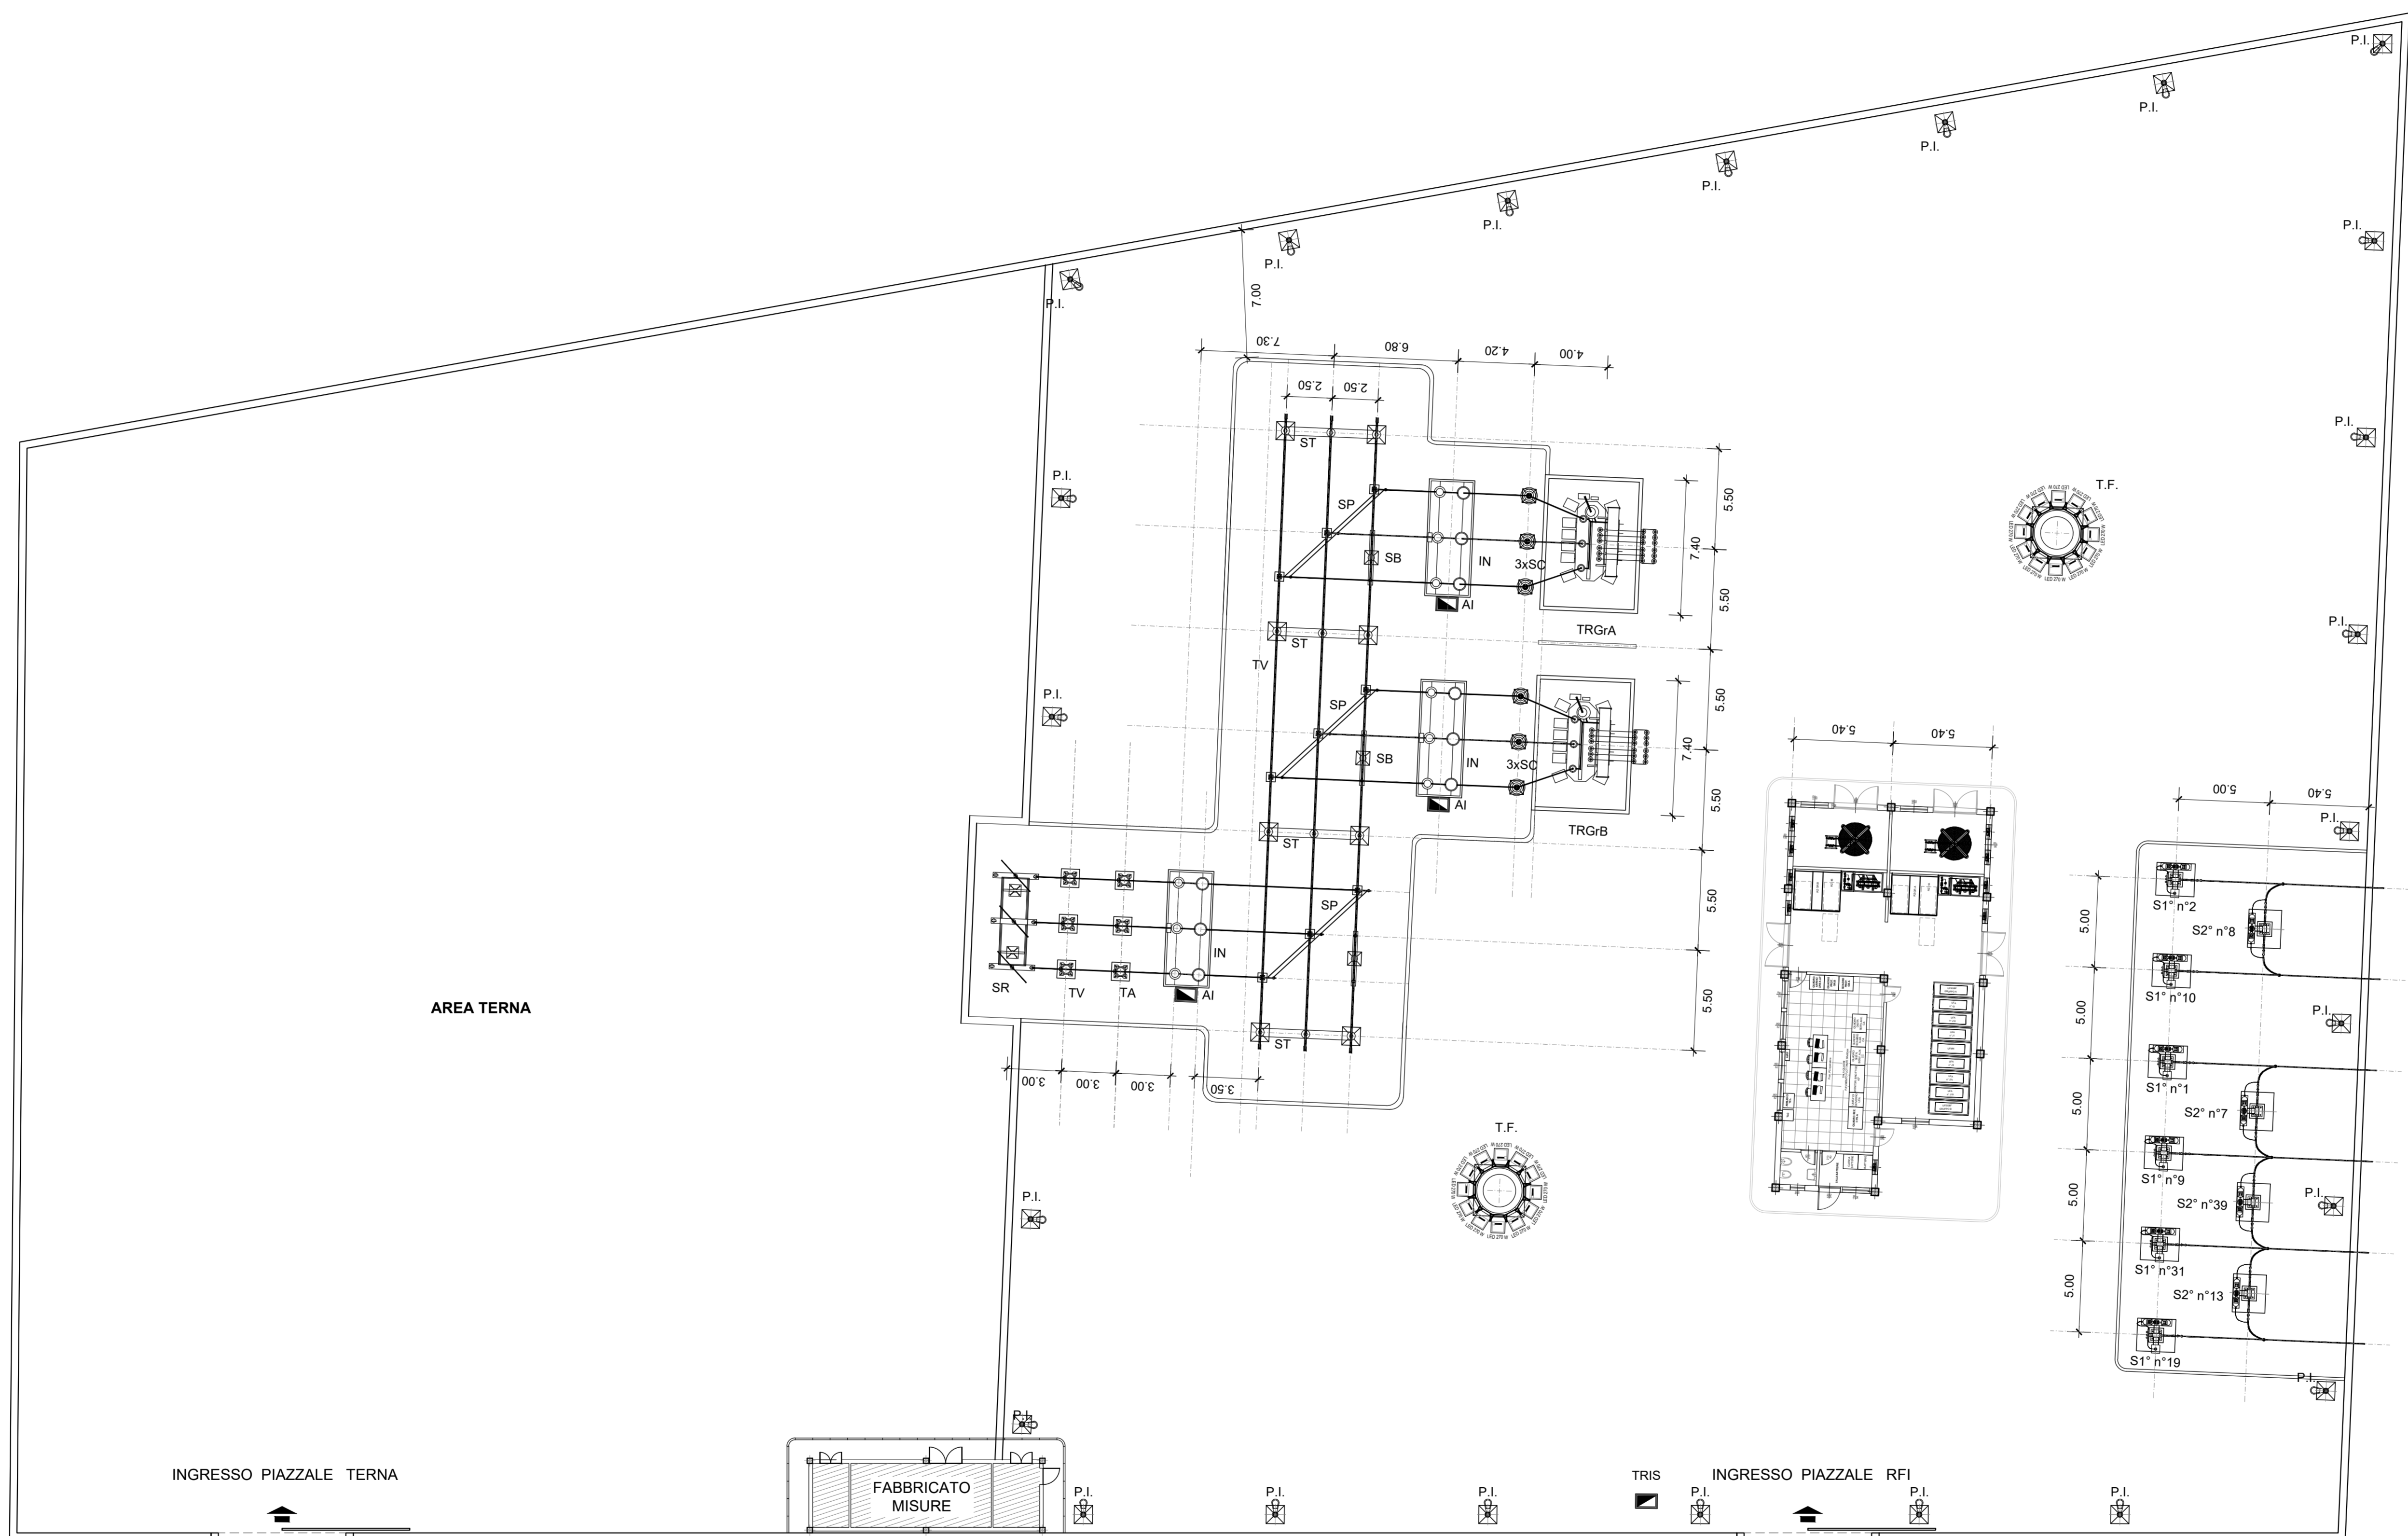 P.I.
P.I.
P.I.
P.I.
P.I.
P.I.
P.I.
P.I.
7.00
7.30
6.80
4.20
4.00
2.50
2.50
P.I.
ST
P.I.
SP
5.50
T.F.
LED 270 W
SB
IN
3xSC
7.40
AI
5.50
TRGrA
P.I.
ST
TV
P.I.
SP
5.50
SB
IN
3xSC
7.40
AI
TRGrB
5.50
ST
5.40
5.40
5.00
5.40
P.I.
SP
5.50
S1° n°2
S2° n°8
5.00
IN
SR
TV
TA
AI
S1° n°10
5.50
AREA TERNA
P.I.
5.00
ST
3.00
3.00
3.00
3.50
S1° n°1
S2° n°7
5.00
T.F.
LED 270 W
S1° n°9
P.I.
P.I.
S2° n°39
5.00
S1° n°31
5.00
S2° n°13
S1° n°19
P.I.
P.I.
INGRESSO PIAZZALE TERNA
FABBRICATO
MISURE
TRIS
INGRESSO PIAZZALE RFI
P.I.
P.I.
P.I.
P.I.
P.I.
P.I.